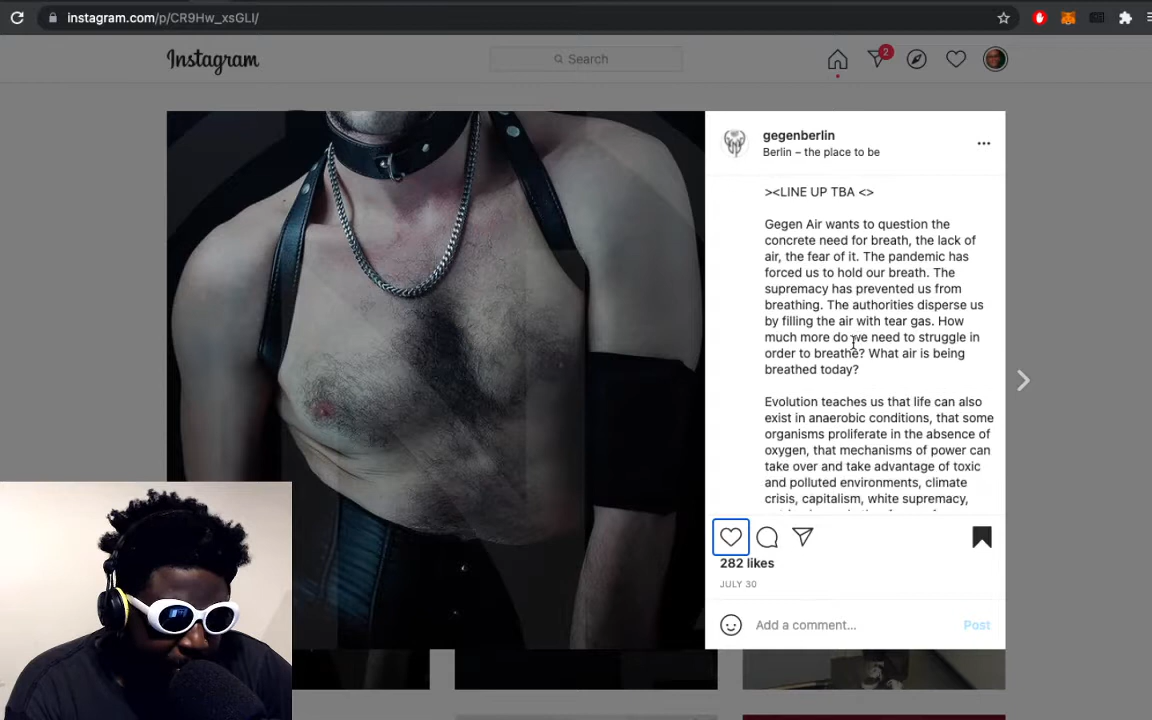 instagram.com/p/CR9Hw_xsGLI/
Instagram
Search
2
gegenberlin
Berlin – the place to be
><LINE UP TBA <>
Gegen Air wants to question the
concrete need for breath, the lack of
air, the fear of it. The pandemic has
forced us to hold our breath. The
supremacy has prevented us from
breathing. The authorities disperse us
by filling the air with tear gas. How
much more do we need to struggle in
order to breathe? What air is being
breathed today?
Evolution teaches us that life can also
exist in anaerobic conditions, that some
organisms proliferate in the absence of
oxygen, that mechanisms of power can
take over and take advantage of toxic
and polluted environments, climate
crisis, capitalism, white supremacy,
282 likes
JULY 30
Add a comment...
Post